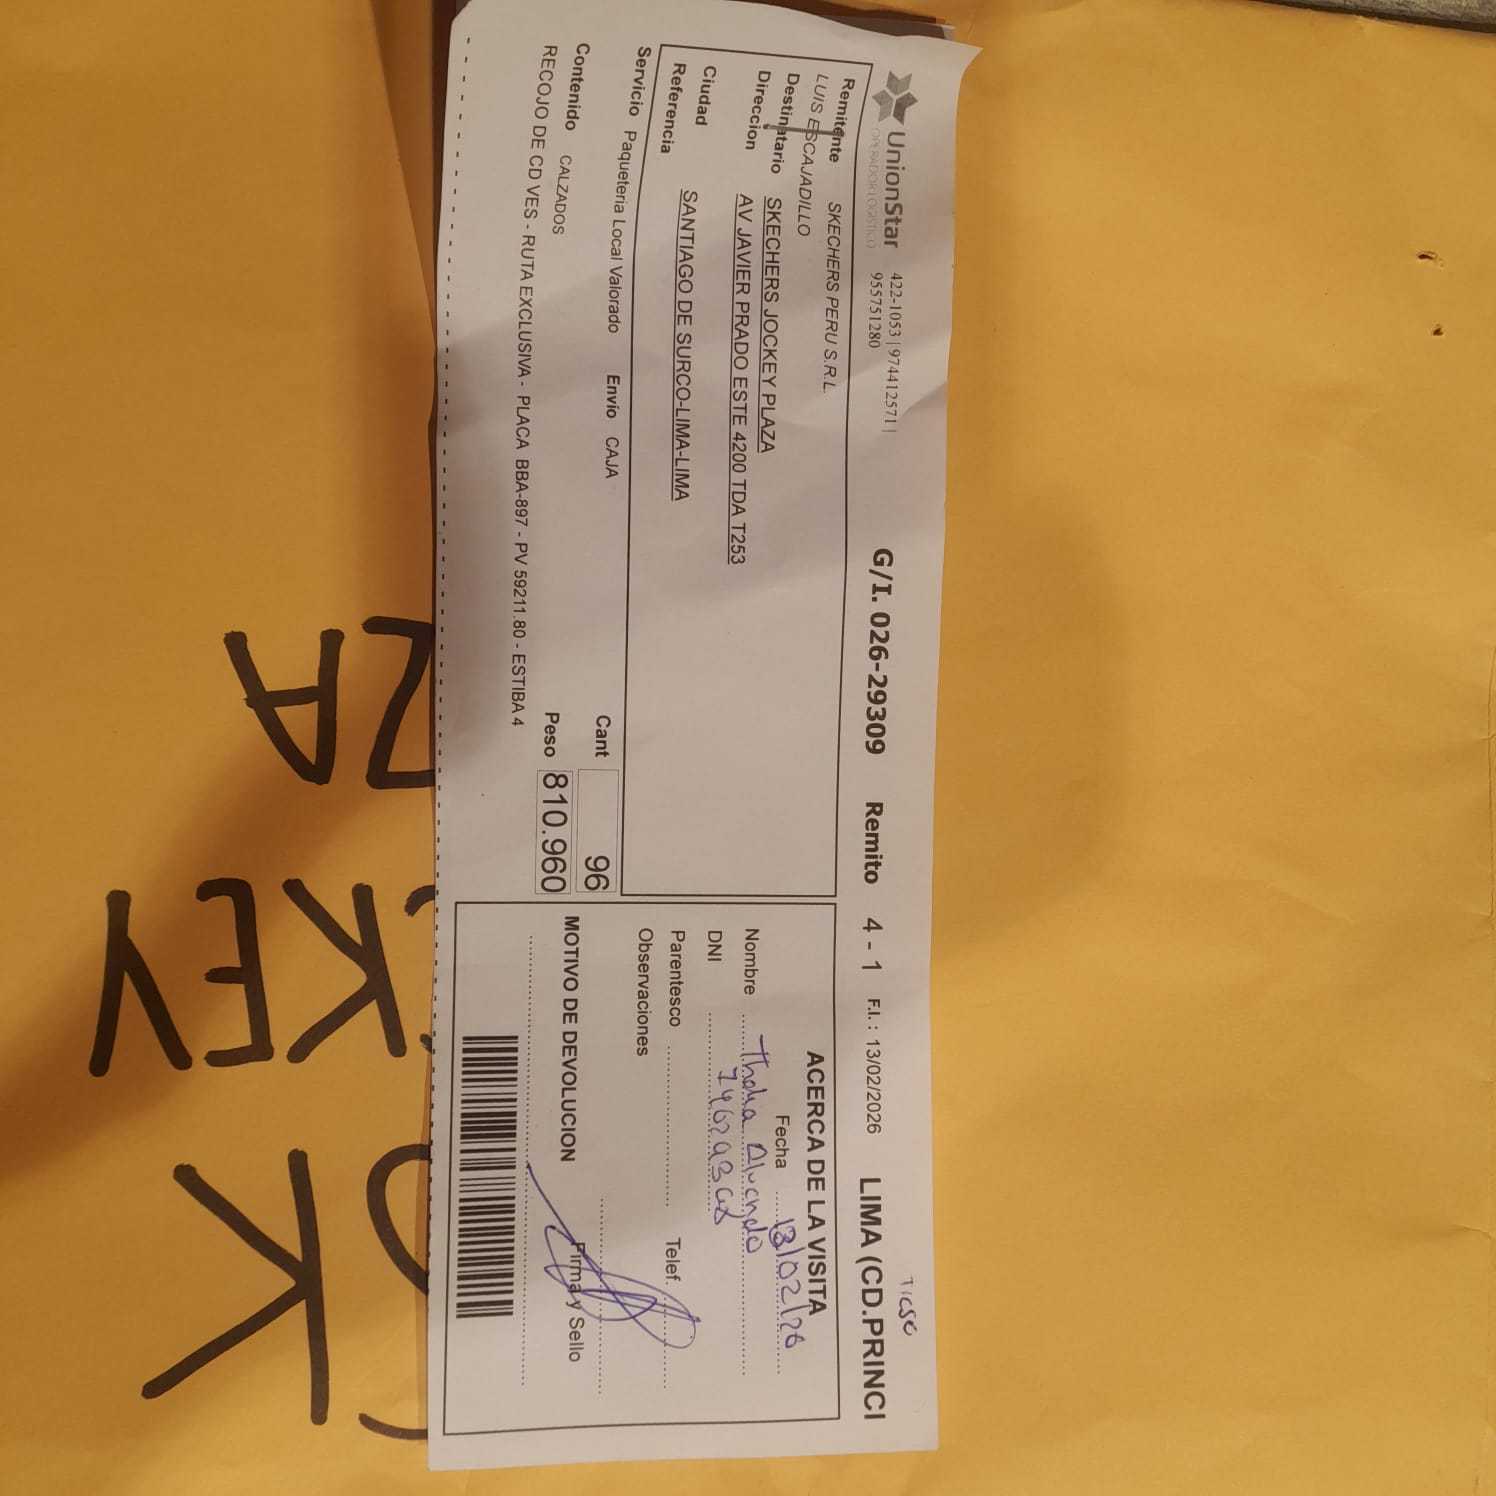 UnionStar
OPERADOR LOGISTICO
422-1053 | 974412571 |
955751280
G/I. 026-29309 Remito 4 - 1 F.I. : 13/02/2026 LIMA (CD.PRINCI
Remitente SKECHERS PERU S.R.L.
LUIS ESCAJADILLO
Destinatario SKECHERS JOCKEY PLAZA
Direccion AV JAVIER PRADO ESTE 4200 TDA T253
Ciudad SANTIAGO DE SURCO-LIMA-LIMA
Referencia
Servicio Paqueteria Local Valorado Envio CAJA
Contenido CALZADOS
RECOJO DE CD VES - RUTA EXCLUSIVA - PLACA BBA-897 - PV 59211.80 - ESTIBA 4
Cant 96
Peso 810.960
ACERCA DE LA VISITA
Fecha 13/02/26
Nombre
DNI
Parentesco Telef.
Observaciones
Firma y Sello
MOTIVO DE DEVOLUCION
ZA
KEY
K